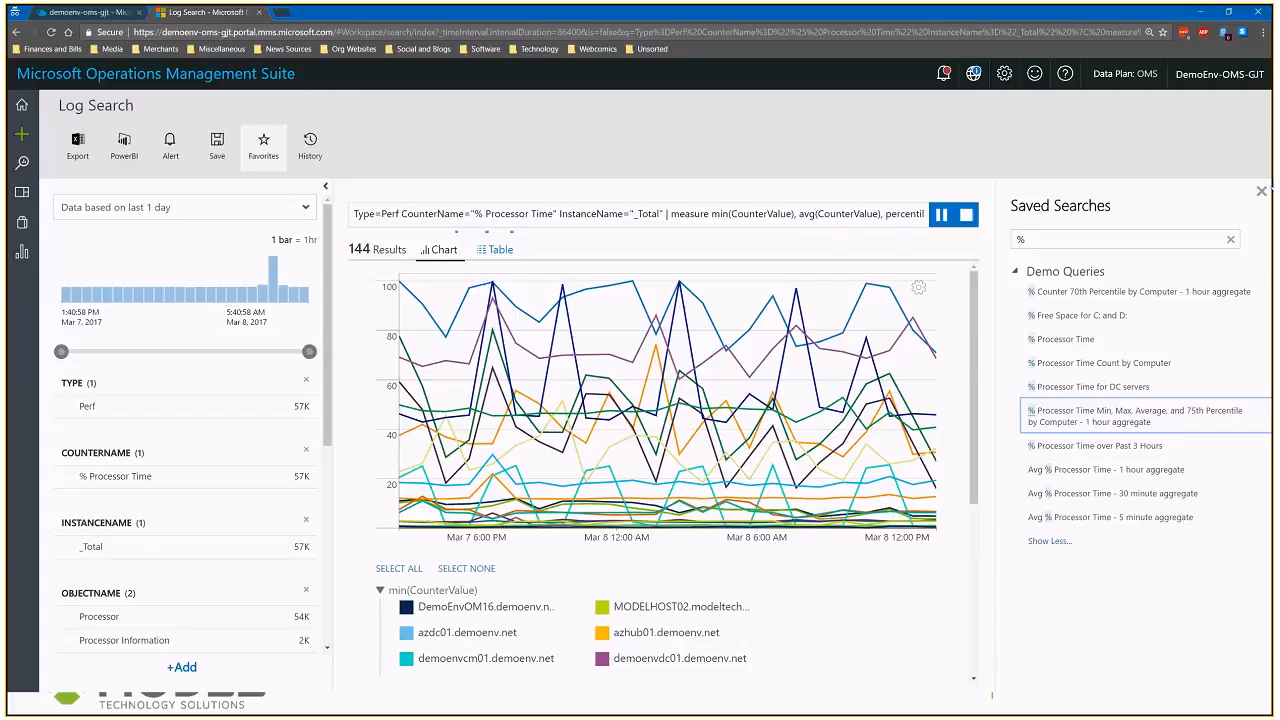 demoenv-oms-gjt - Mic
Log Search - Microsoft O
Secure | https://demoenv-oms-gjt.portal.mms.microsoft.com/#Workspace/search/index?_timeInterval.intervalDuration=86400&is=false&q=Type%3DPerf%20CounterName%3D%22%25%20Processor%20Time%22%20InstanceName%3D%22_Total%22%20%7C%20measure
Finances and Bills Media Merchants Miscellaneous News Sources Org Websites Social and Blogs Software Technology Webcomics Unsorted
Microsoft Operations Management Suite
Data Plan: OMS
DemoEnv-OMS-GJT
Log Search
Export PowerBI Alert Save Favorites History
Data based on last 1 day
1 bar = 1hr
1:40:58 PM 5:40:58 AM
Mar 7, 2017 Mar 8, 2017
TYPE (1)
Perf 57K
COUNTERNAME (1)
% Processor Time 57K
INSTANCENAME (1)
_Total 57K
OBJECTNAME (2)
Processor 54K
Processor Information 2K
+Add
Type=Perf CounterName="% Processor Time" InstanceName="_Total" | measure min(CounterValue), avg(CounterValue), percentil
144 Results Chart Table
100
80
60
40
20
Mar 7 6:00 PM Mar 8 12:00 AM Mar 8 6:00 AM Mar 8 12:00 PM
SELECT ALL SELECT NONE
min(CounterValue)
DemoEnvOM16.demoenv.n... MODELHOST02.modeltech...
azdc01.demoenv.net azhub01.demoenv.net
demoenvcm01.demoenv.net demoenvdc01.demoenv.net
Saved Searches
%
Demo Queries
% Counter 70th Percentile by Computer - 1 hour aggregate
% Free Space for C: and D:
% Processor Time
% Processor Time Count by Computer
% Processor Time for DC servers
% Processor Time Min, Max, Average, and 75th Percentile
by Computer - 1 hour aggregate
% Processor Time over Past 3 Hours
Avg % Processor Time - 1 hour aggregate
Avg % Processor Time - 30 minute aggregate
Avg % Processor Time - 5 minute aggregate
Show Less...
TECHNOLOGY SOLUTIONS